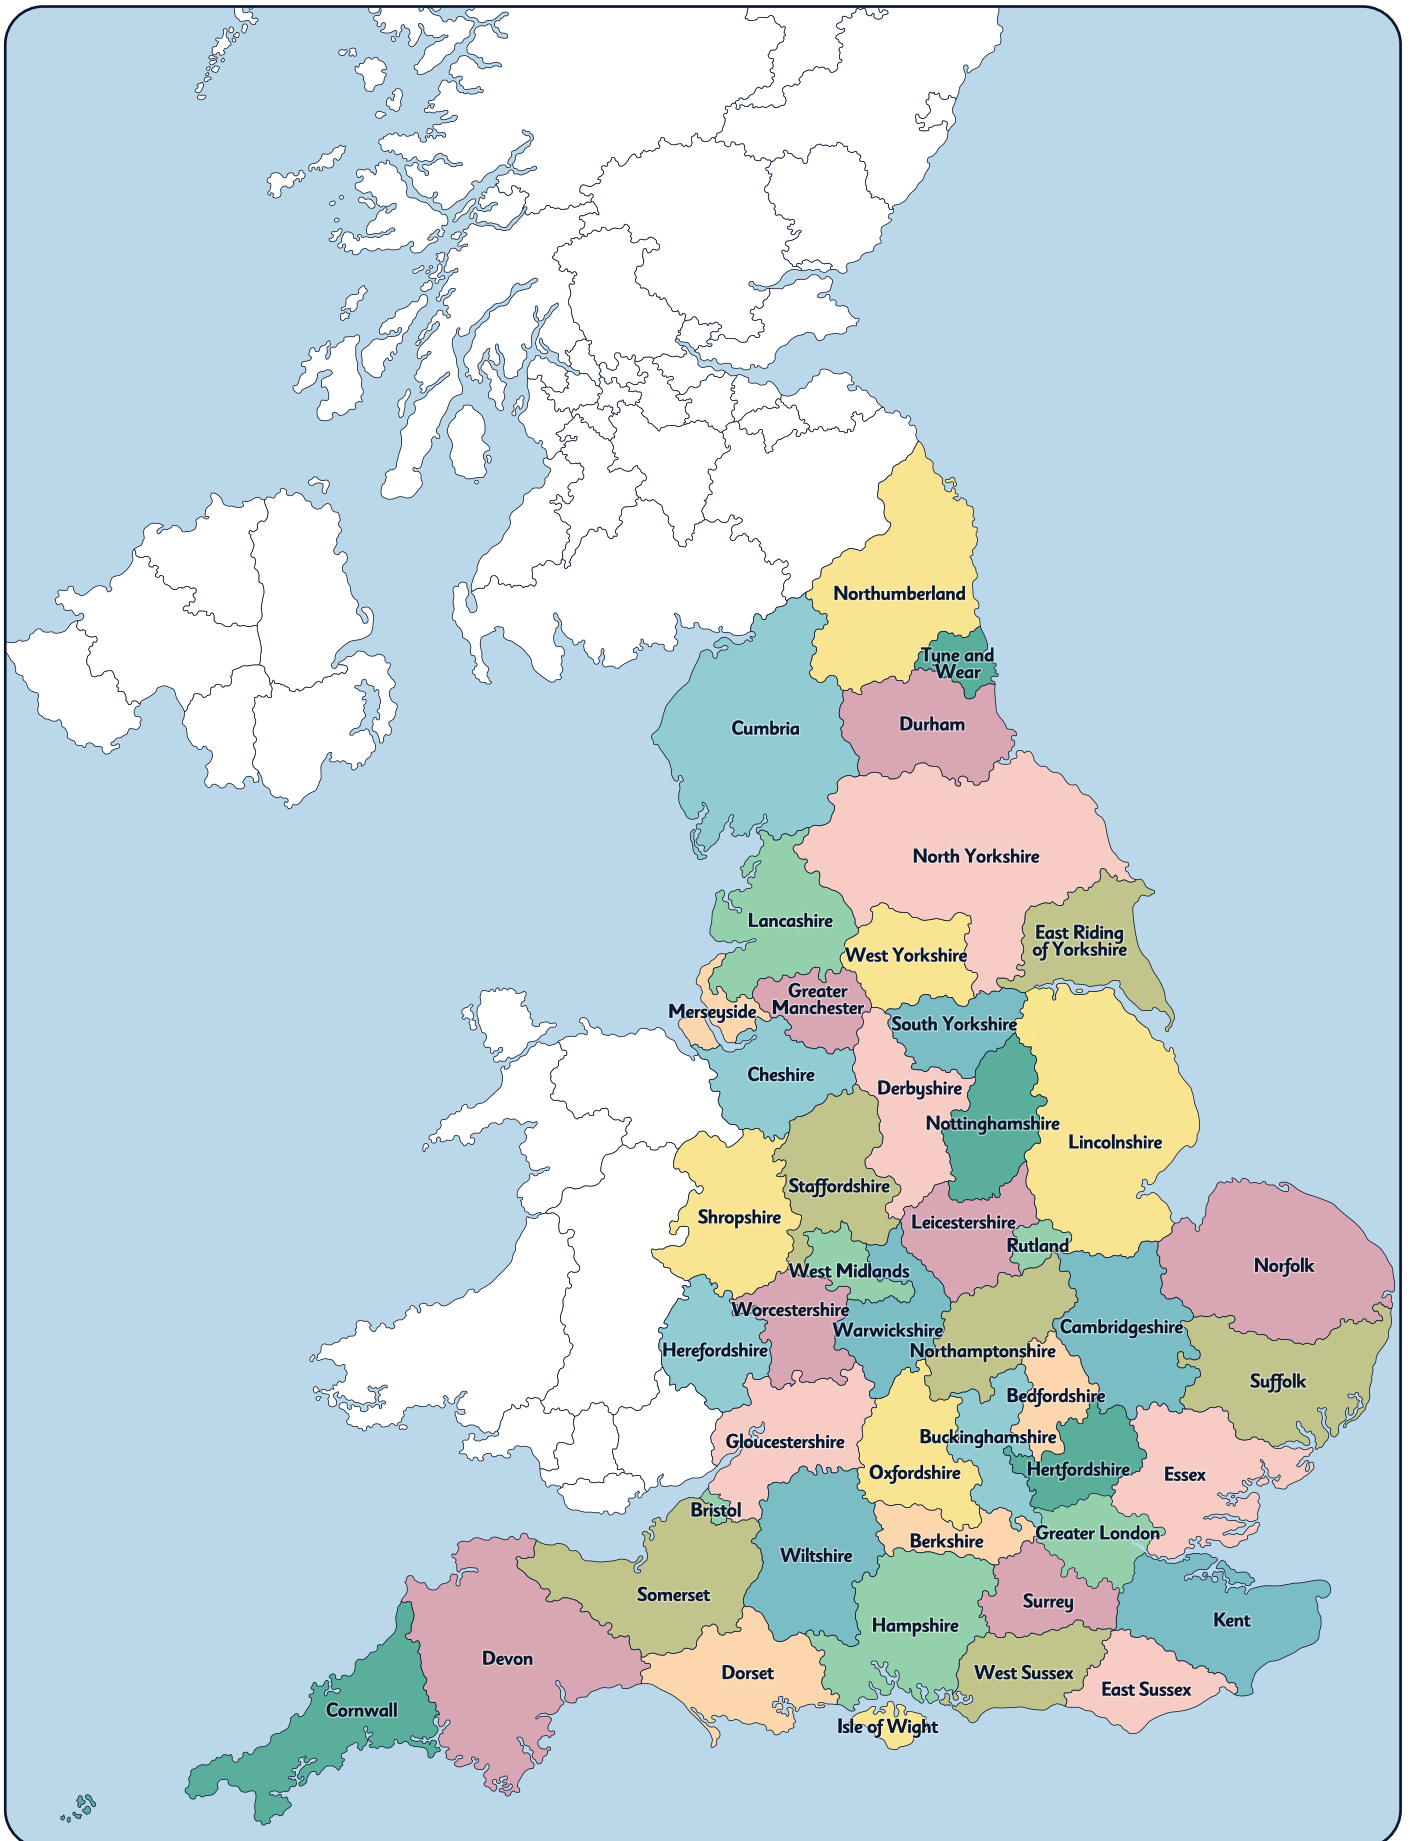 Northumberland
Tyne and
Wear
Cumbria
Durham
North Yorkshire
Lancashire
East Riding
of Yorkshire
West Yorkshire
Greater
Manchester
Merseyside
South Yorkshire
Cheshire
Derbyshire
Nottinghamshire
Lincolnshire
Staffordshire
Shropshire
Leicestershire
Rutland
Norfolk
West Midlands
Worcestershire
Warwickshire
Cambridgeshire
Herefordshire
Northamptonshire
Suffolk
Bedfordshire
Gloucestershire
Buckinghamshire
Oxfordshire
Hertfordshire
Essex
Bristol
Greater London
Berkshire
Wiltshire
Somerset
Surrey
Kent
Hampshire
Devon
Dorset
West Sussex
East Sussex
Cornwall
Isle of Wight